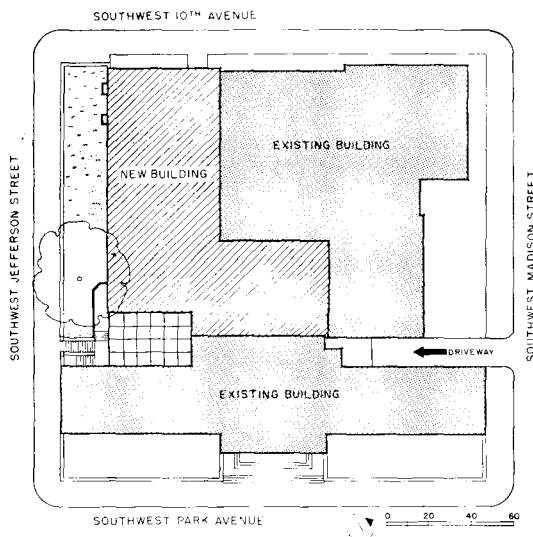 SOUTHWEST 10TH AVENUE
SOUTHWEST JEFFERSON STREET
EXISTING BUILDING
NEW BUILDING
SOUTHWEST MADISON STREET
DRIVEWAY
EXISTING BUILDING
SOUTHWEST PARK AVENUE
0 20 40 60